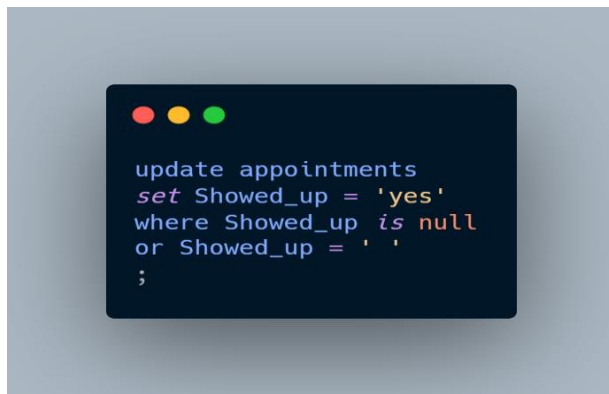 update appointments
set Showed_up = 'yes'
where Showed_up is null
or Showed_up = ' '
;